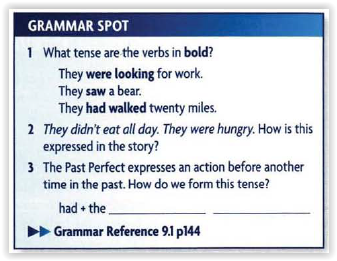 GRAMMAR SPOT
1 What tense are the verbs in bold?
They were looking for work.
They saw a bear.
They had walked twenty miles.
2 They didn't eat all day. They were hungry. How is this
expressed in the story?
3 The Past Perfect expresses an action before another
time in the past. How do we form this tense?
had + the ____________ ____________
▶▶ Grammar Reference 9.1 p144